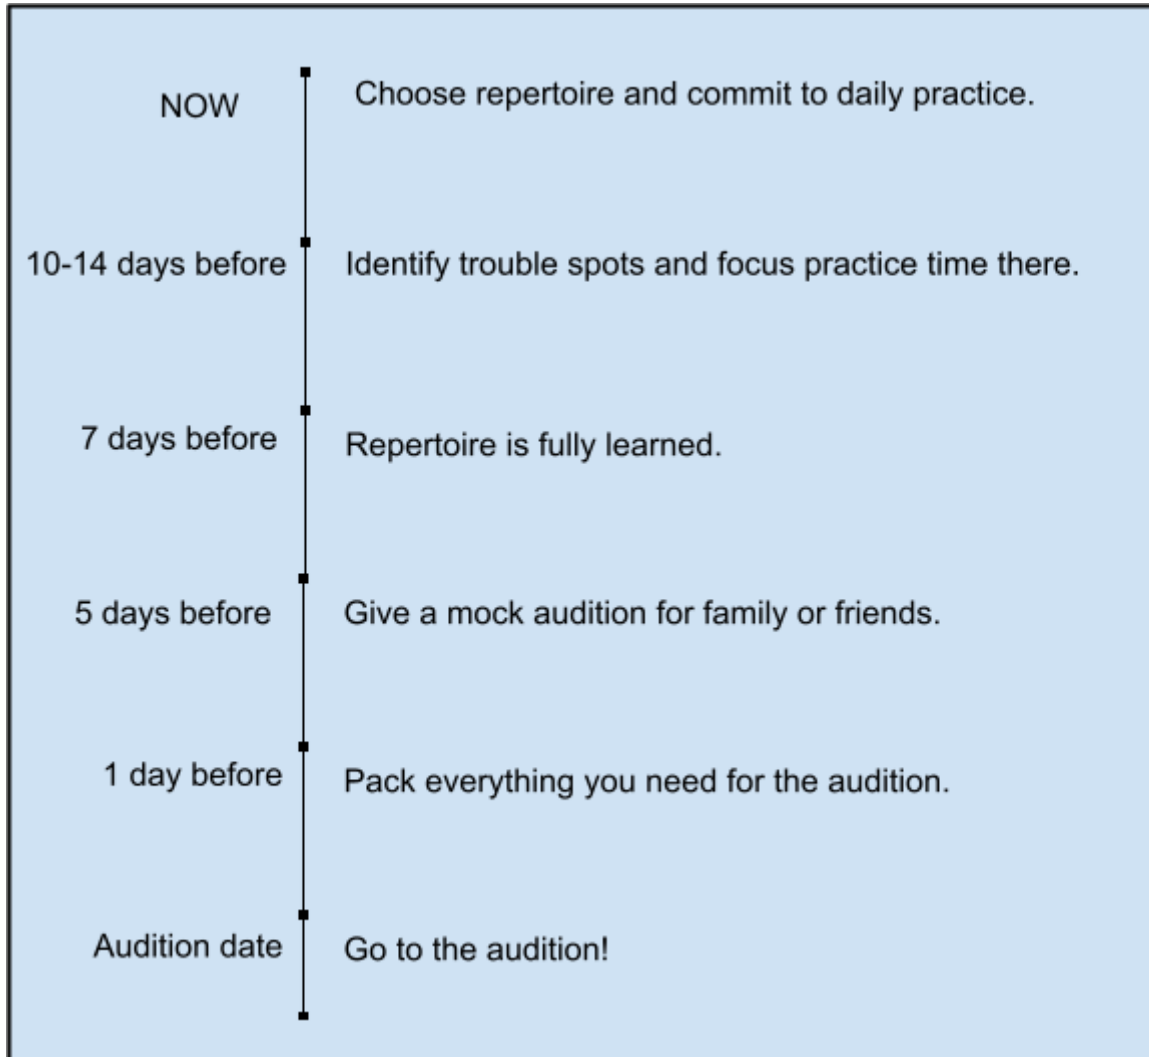 NOW
Choose repertoire and commit to daily practice.
10-14 days before
Identify trouble spots and focus practice time there.
7 days before
Repertoire is fully learned.
5 days before
Give a mock audition for family or friends.
1 day before
Pack everything you need for the audition.
Audition date
Go to the audition!